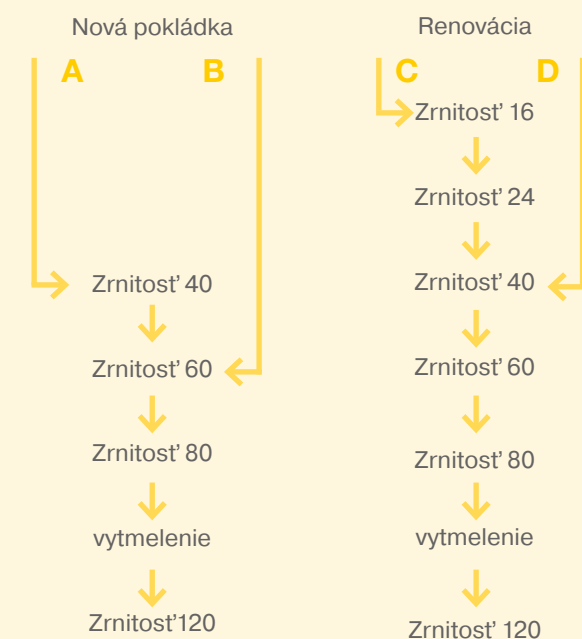 Nová pokládka
A
B
Zrnitosť 40
Zrnitosť 60
Zrnitosť 80
vytmelenie
Zrnitosť120
Renovácia
C
D
Zrnitosť 16
Zrnitosť 24
Zrnitosť 40
Zrnitosť 60
Zrnitosť 80
vytmelenie
Zrnitosť 120